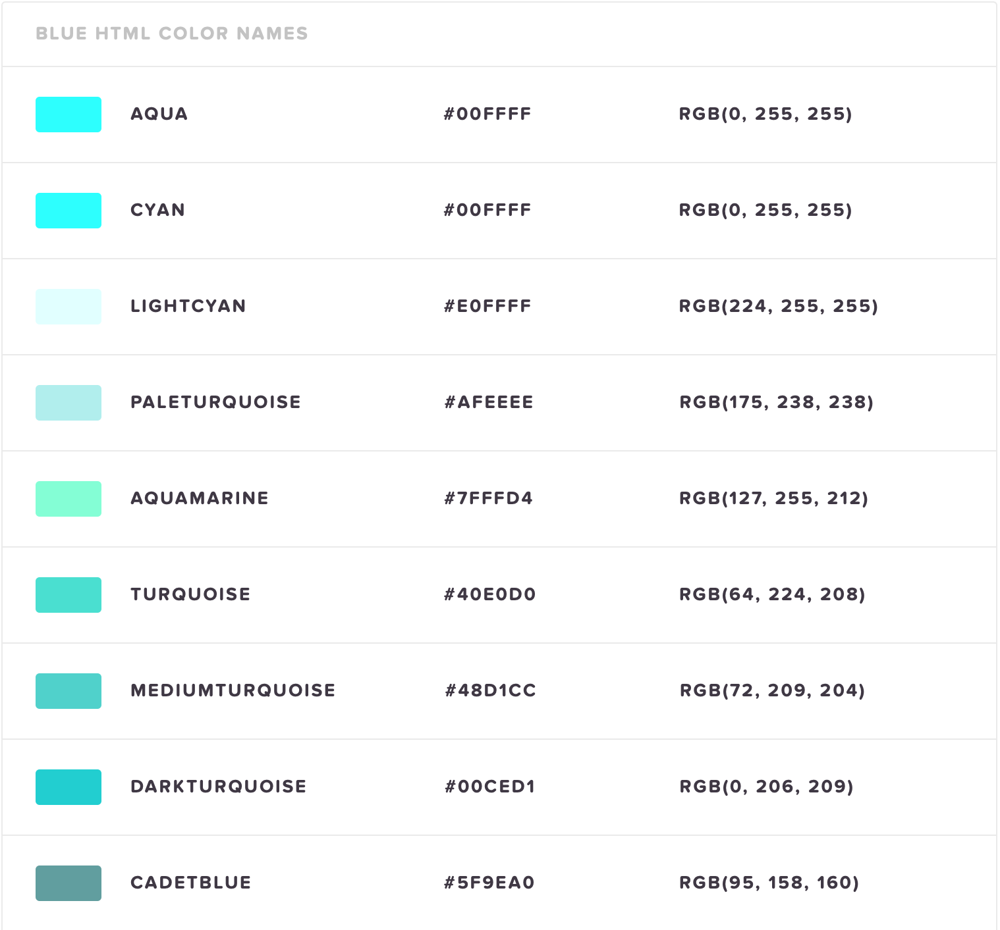 BLUE HTML COLOR NAMES
AQUA #00FFFF RGB(0, 255, 255)
CYAN #00FFFF RGB(0, 255, 255)
LIGHTCYAN #E0FFFF RGB(224, 255, 255)
PALETURQUOISE #AFEEEE RGB(175, 238, 238)
AQUAMARINE #7FFFD4 RGB(127, 255, 212)
TURQUOISE #40E0D0 RGB(64, 224, 208)
MEDIUMTURQUOISE #48D1CC RGB(72, 209, 204)
DARKTURQUOISE #00CED1 RGB(0, 206, 209)
CADETBLUE #5F9EA0 RGB(95, 158, 160)